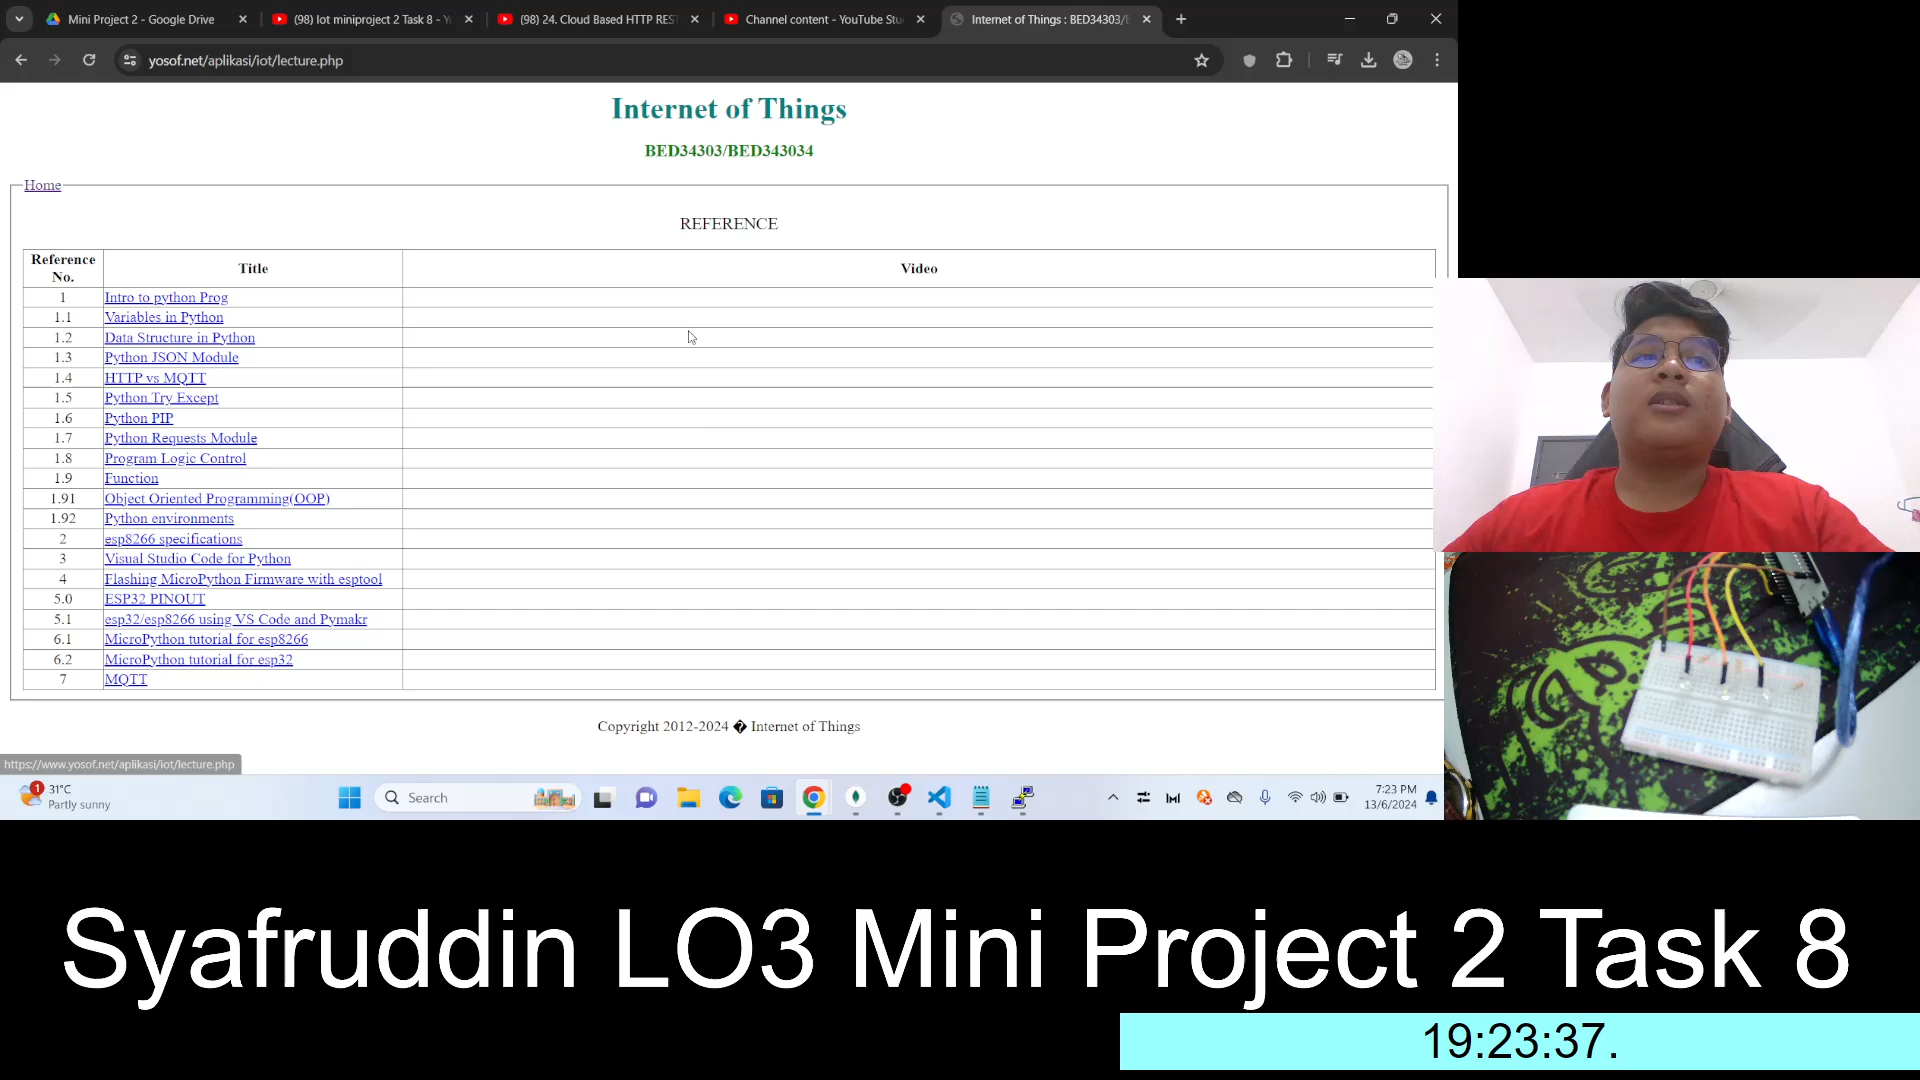 Mini Project 2 - Google Drive
(98) Iot miniproject 2 Task 8 - Y
(98) 24. Cloud Based HTTP REST
Channel content - YouTube Stu
Internet of Things : BED34303/B
yosof.net/aplikasi/iot/lecture.php
Internet of Things
BED34303/BED343034
Home
REFERENCE
Reference No. Title Video
1 Intro to python Prog
1.1 Variables in Python
1.2 Data Structure in Python
1.3 Python JSON Module
1.4 HTTP vs MQTT
1.5 Python Try Except
1.6 Python PIP
1.7 Python Requests Module
1.8 Program Logic Control
1.9 Function
1.91 Object Oriented Programming(OOP)
1.92 Python environments
2 esp8266 specifications
3 Visual Studio Code for Python
4 Flashing MicroPython Firmware with esptool
5.0 ESP32 PINOUT
5.1 esp32/esp8266 using VS Code and Pymakr
6.1 MicroPython tutorial for esp8266
6.2 MicroPython tutorial for esp32
7 MQTT
Copyright 2012-2024 � Internet of Things
https://www.yosof.net/aplikasi/iot/lecture.php
1
31°C
Partly sunny
Search
7:23 PM
13/6/2024
Syafruddin LO3 Mini Project 2 Task 8
19:23:37.